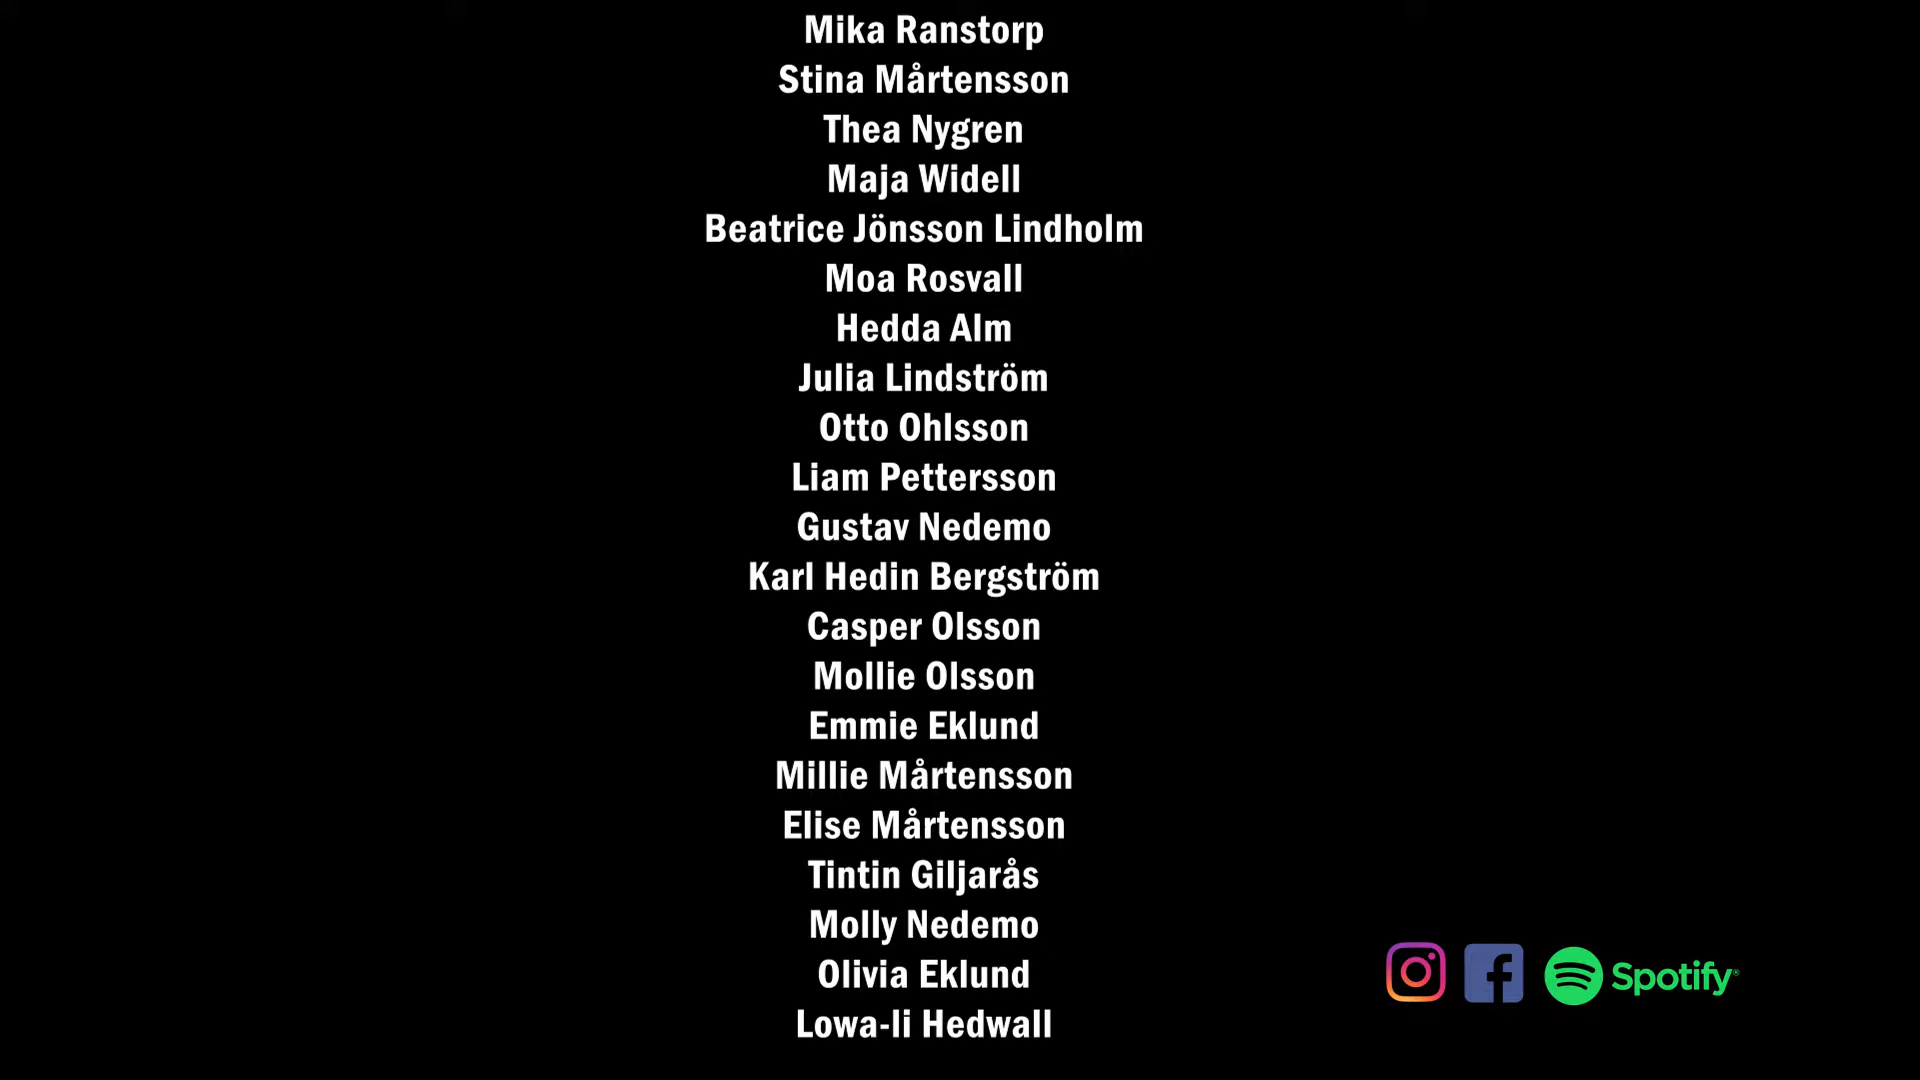 Mika Ranstorp
Stina Mårtensson
Thea Nygren
Maja Widell
Beatrice Jönsson Lindholm
Moa Rosvall
Hedda Alm
Julia Lindström
Otto Ohlsson
Liam Pettersson
Gustav Nedemo
Karl Hedin Bergström
Casper Olsson
Mollie Olsson
Emmie Eklund
Millie Mårtensson
Elise Mårtensson
Tintin Giljarås
Molly Nedemo
Olivia Eklund
Lowa-li Hedwall
Spotify®